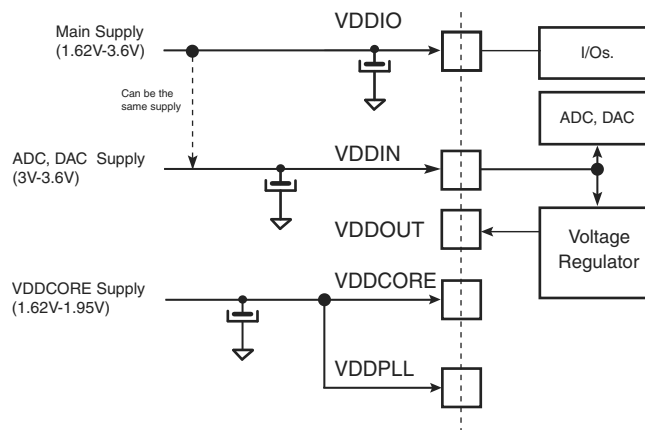 Main Supply
(1.62V-3.6V)
VDDIO
I/Os.
Can be the
same supply
ADC, DAC
ADC, DAC Supply
(3V-3.6V)
VDDIN
VDDOUT
Voltage
Regulator
VDDCORE Supply
(1.62V-1.95V)
VDDCORE
VDDPLL